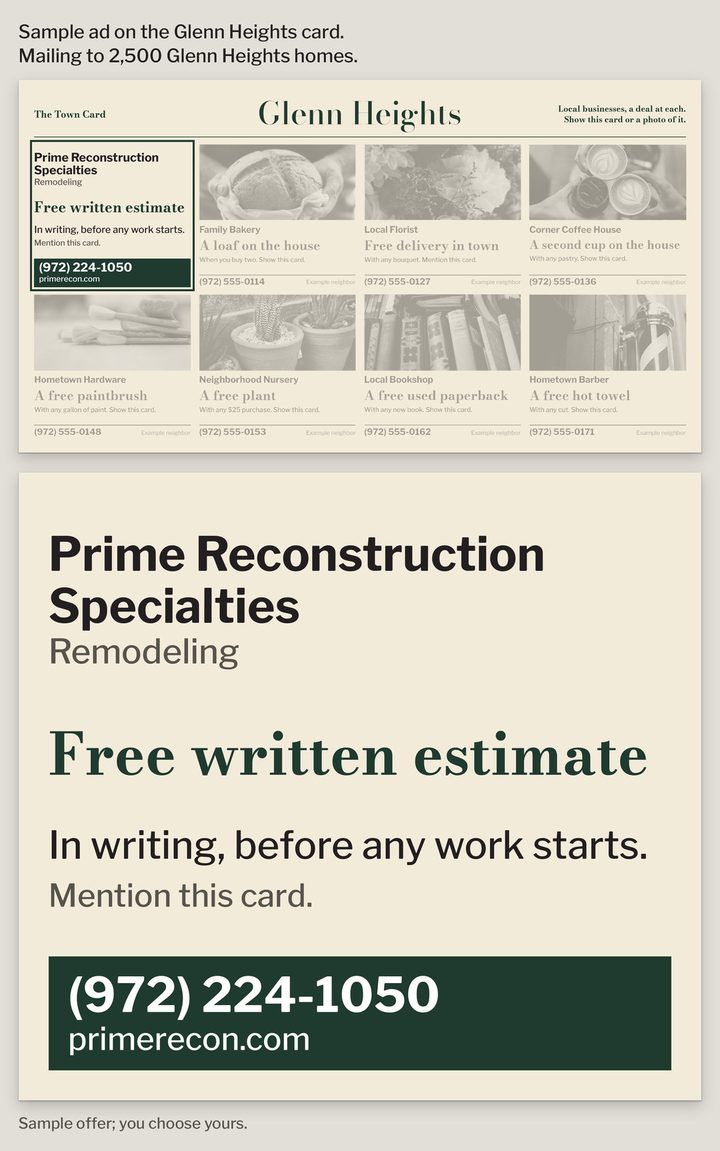 Sample ad on the Glenn Heights card.
Mailing to 2,500 Glenn Heights homes.
The Town Card
Glenn Heights
Local businesses, a deal at each.
Show this card or a photo of it.
Prime Reconstruction
Specialties
Remodeling
Free written estimate
In writing, before any work starts.
Mention this card.
(972) 224-1050
primerecon.com
Family Bakery
A loaf on the house
When you buy two. Show this card.
(972) 555-0114
Example neighbor
Local Florist
Free delivery in town
With any bouquet. Mention this card.
(972) 555-0127
Example neighbor
Corner Coffee House
A second cup on the house
With any pastry. Show this card.
(972) 555-0136
Example neighbor
Hometown Hardware
A free paintbrush
With any gallon of paint. Show this card.
(972) 555-0148
Example neighbor
Neighborhood Nursery
A free plant
With any $25 purchase. Show this card.
(972) 555-0153
Example neighbor
Local Bookshop
A free used paperback
With any new book. Show this card.
(972) 555-0162
Example neighbor
Hometown Barber
A free hot towel
With any cut. Show this card.
(972) 555-0171
Example neighbor
Prime Reconstruction
Specialties
Remodeling
Free written estimate
In writing, before any work starts.
Mention this card.
(972) 224-1050
primerecon.com
Sample offer; you choose yours.